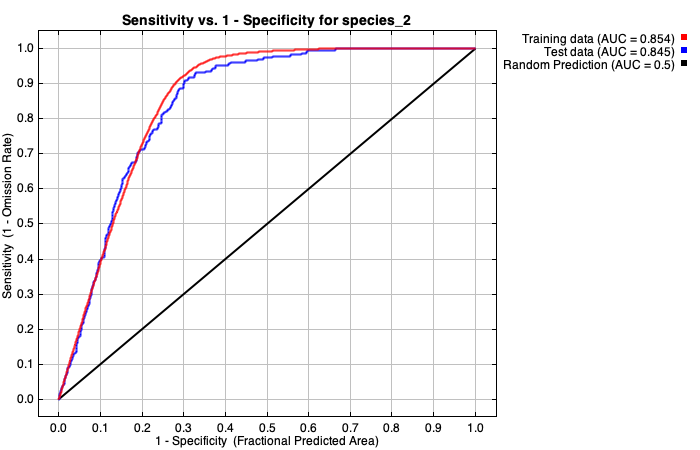 Sensitivity vs. 1 - Specificity for species_2
Training data (AUC = 0.854)
Test data (AUC = 0.845)
Random Prediction (AUC = 0.5)
Sensitivity (1 - Omission Rate)
1.0
0.9
0.8
0.7
0.6
0.5
0.4
0.3
0.2
0.1
0.0
0.0 0.1 0.2 0.3 0.4 0.5 0.6 0.7 0.8 0.9 1.0
1 - Specificity (Fractional Predicted Area)